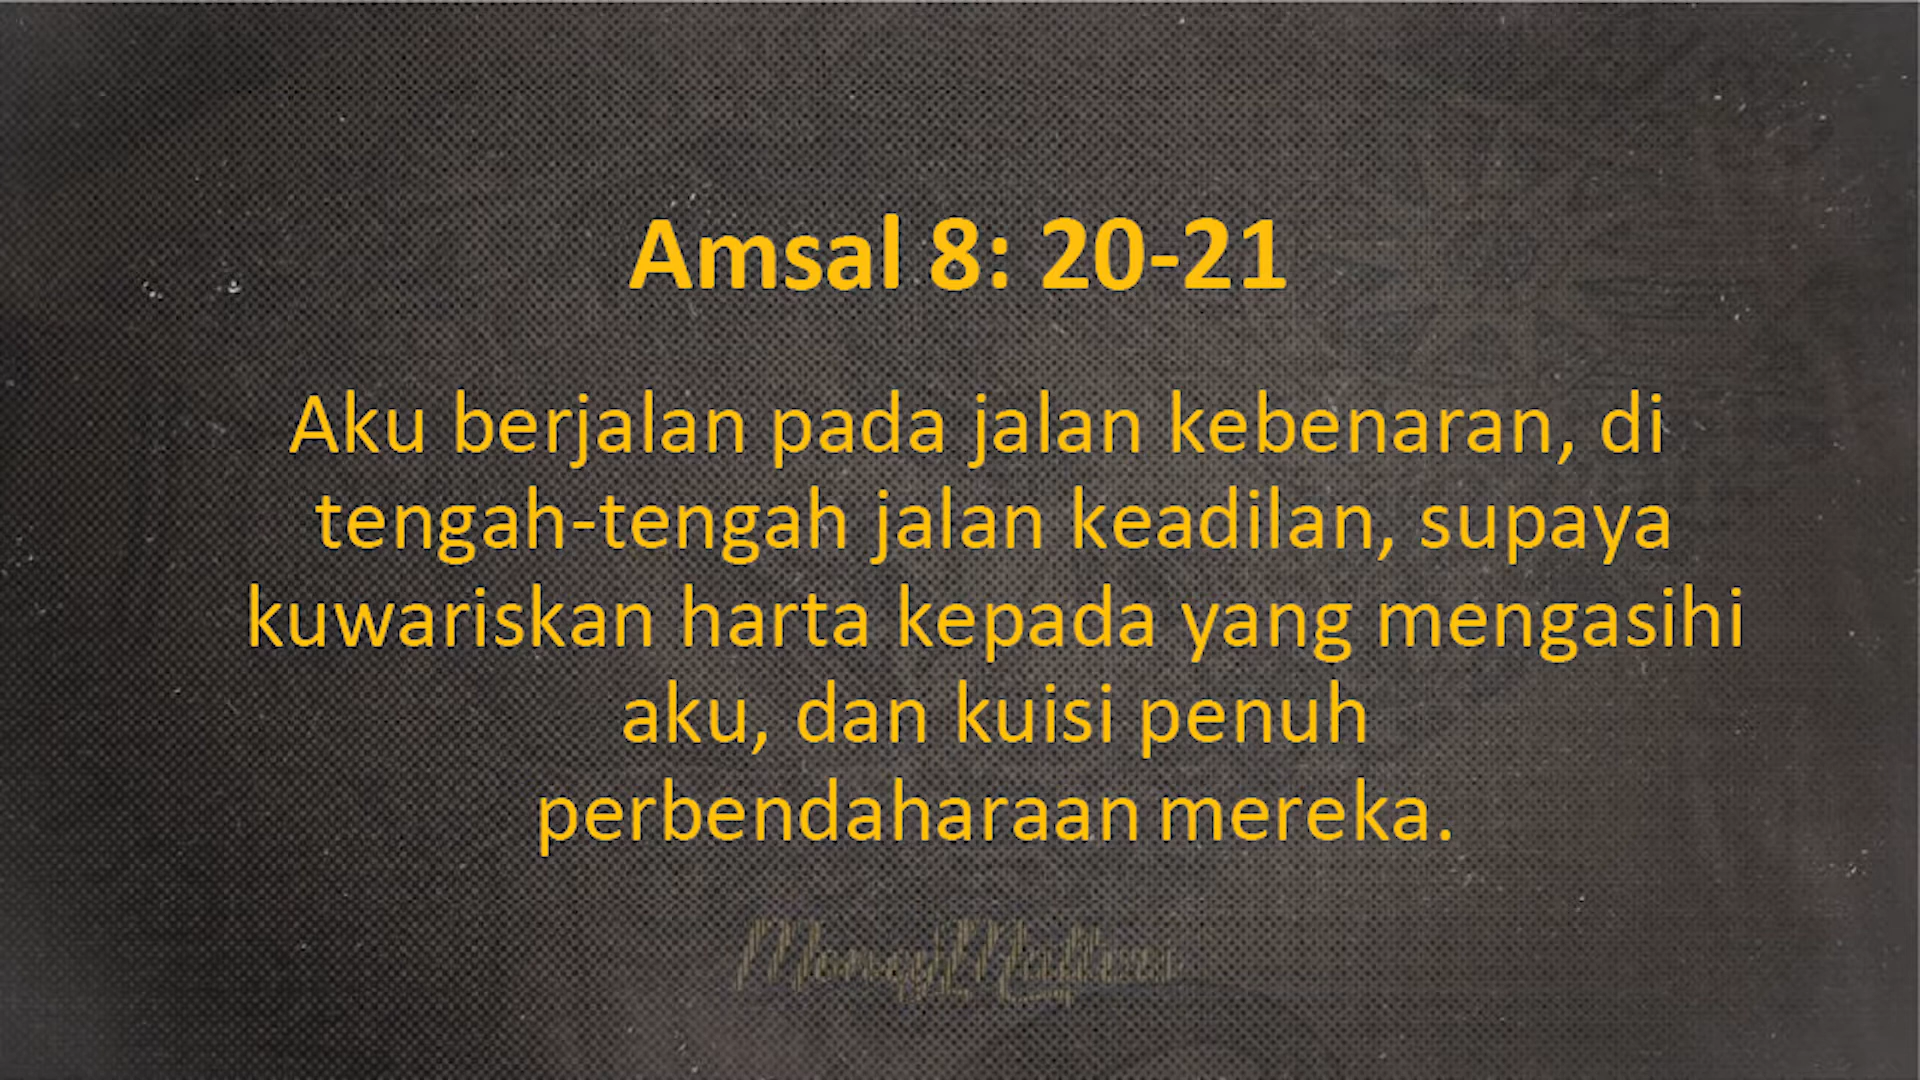 Amsal 8: 20-21
Aku berjalan pada jalan kebenaran, di
tengah-tengah jalan keadilan, supaya
kuwariskan harta kepada yang mengasihi
aku, dan kuisi penuh
perbendaharaan mereka.